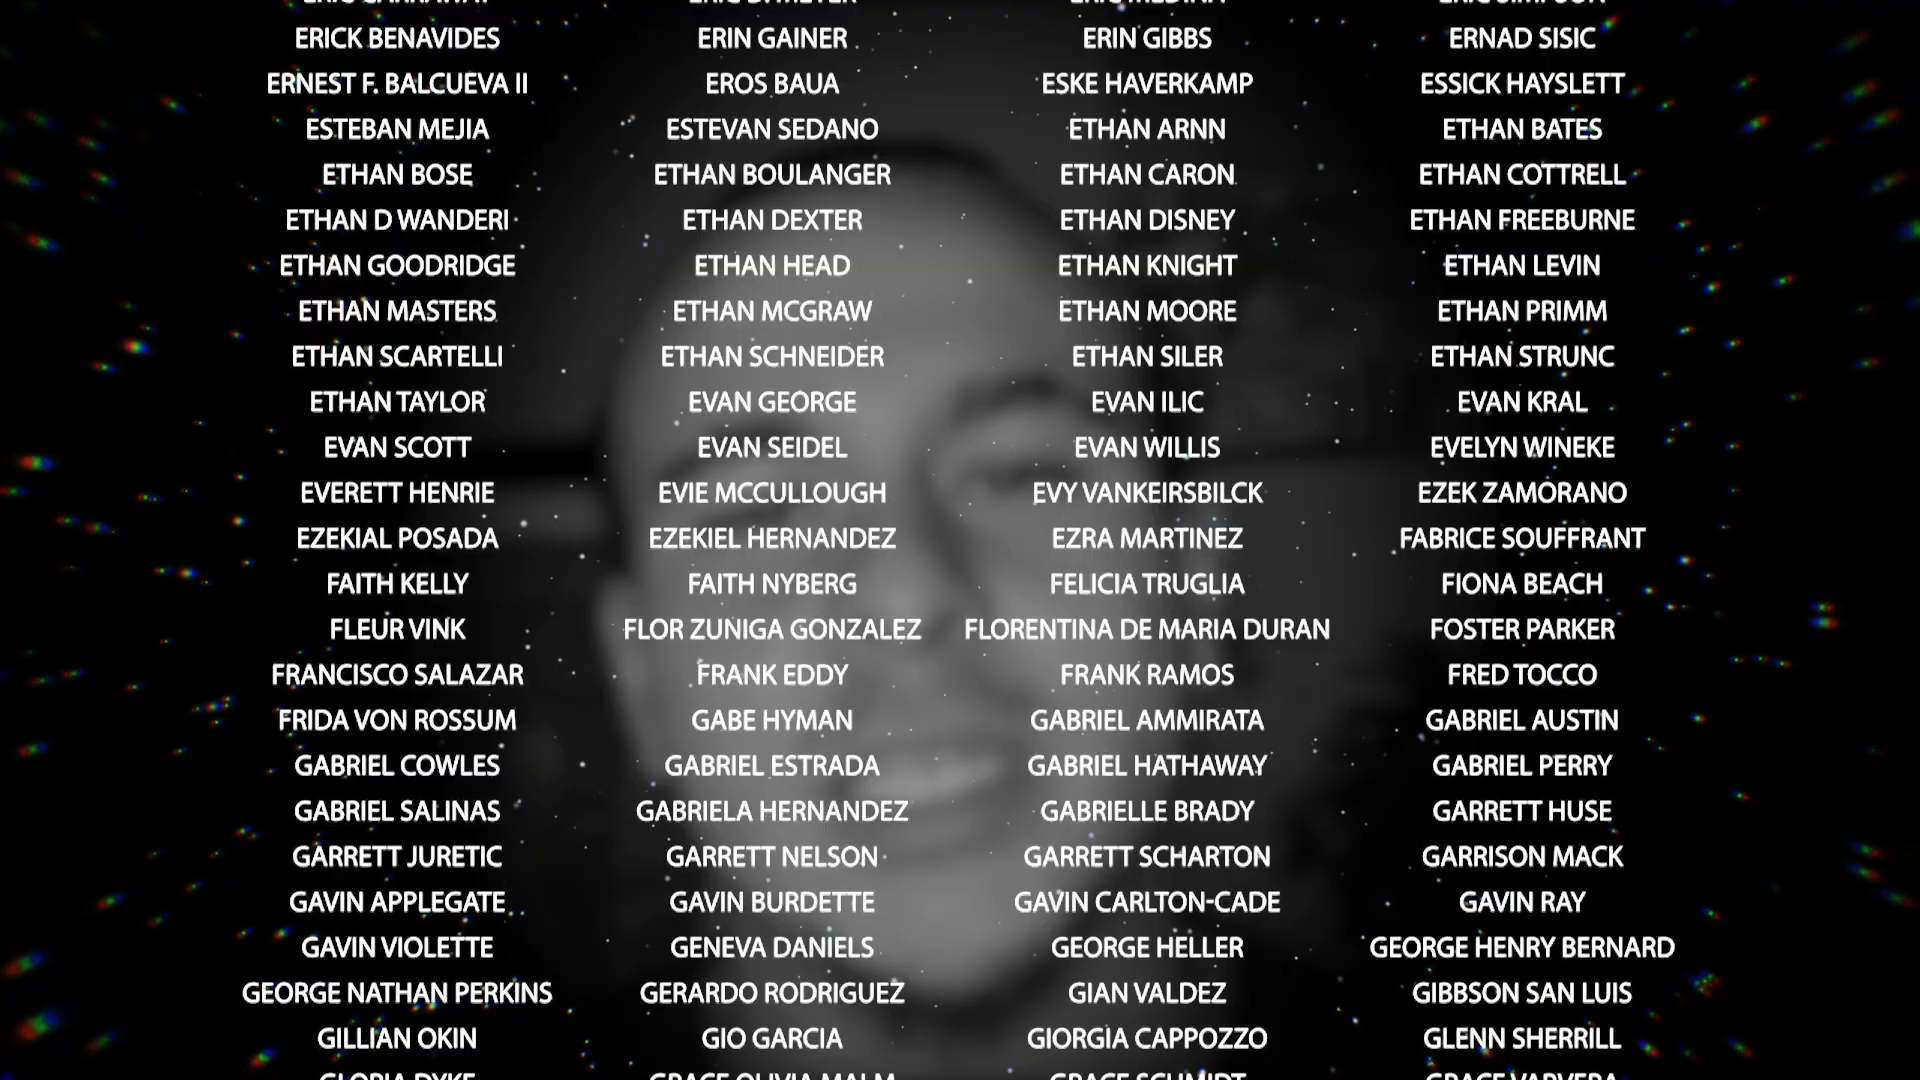 ERICK BENAVIDES ERIN GAINER ERIN GIBBS ERNAD SISIC
ERNEST F. BALCUEVA II EROS BAUA ESKE HAVERKAMP ESSICK HAYSLETT
ESTEBAN MEJIA ESTEVAN SEDANO ETHAN ARNN ETHAN BATES
ETHAN BOSE ETHAN BOULANGER ETHAN CARON ETHAN COTTRELL
ETHAN D WANDERI ETHAN DEXTER ETHAN DISNEY ETHAN FREEBURNE
ETHAN GOODRIDGE ETHAN HEAD ETHAN KNIGHT ETHAN LEVIN
ETHAN MASTERS ETHAN MCGRAW ETHAN MOORE ETHAN PRIMM
ETHAN SCARTELLI ETHAN SCHNEIDER ETHAN SILER ETHAN STRUNC
ETHAN TAYLOR EVAN GEORGE EVAN ILIC EVAN KRAL
EVAN SCOTT EVAN SEIDEL EVAN WILLIS EVELYN WINEKE
EVERETT HENRIE EVIE MCCULLOUGH EVY VANKEIRSBILCK EZEK ZAMORANO
EZEKIAL POSADA EZEKIEL HERNANDEZ EZRA MARTINEZ FABRICE SOUFFRANT
FAITH KELLY FAITH NYBERG FELICIA TRUGLIA FIONA BEACH
FLEUR VINK FLOR ZUNIGA GONZALEZ FLORENTINA DE MARIA DURAN FOSTER PARKER
FRANCISCO SALAZAR FRANK EDDY FRANK RAMOS FRED TOCCO
FRIDA VON ROSSUM GABE HYMAN GABRIEL AMMIRATA GABRIEL AUSTIN
GABRIEL COWLES GABRIEL ESTRADA GABRIEL HATHAWAY GABRIEL PERRY
GABRIEL SALINAS GABRIELA HERNANDEZ GABRIELLE BRADY GARRETT HUSE
GARRETT JURETIC GARRETT NELSON GARRETT SCHARTON GARRISON MACK
GAVIN APPLEGATE GAVIN BURDETTE GAVIN CARLTON-CADE GAVIN RAY
GAVIN VIOLETTE GENEVA DANIELS GEORGE HELLER GEORGE HENRY BERNARD
GEORGE NATHAN PERKINS GERARDO RODRIGUEZ GIAN VALDEZ GIBBSON SAN LUIS
GILLIAN OKIN GIO GARCIA GIORGIA CAPPOZZO GLENN SHERRILL